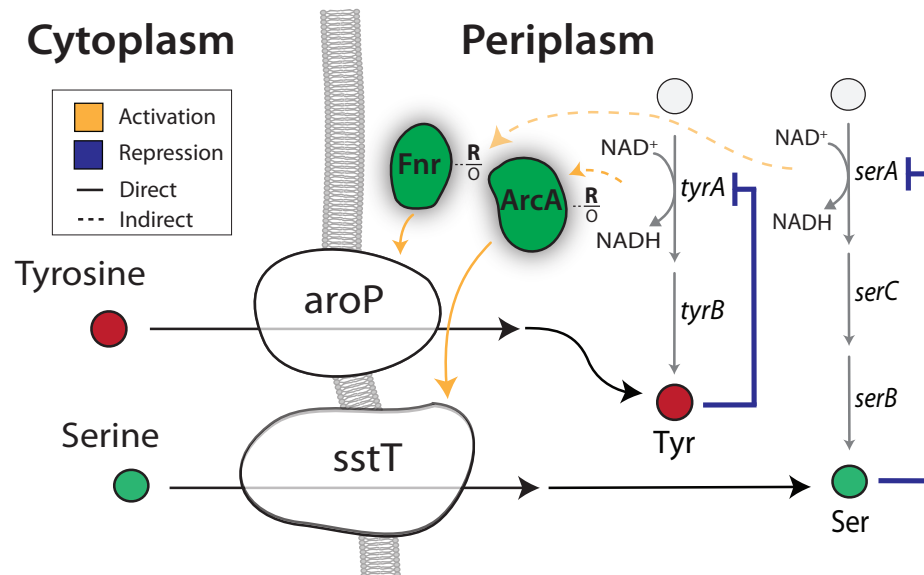 Cytoplasm
Periplasm
Activation
Repression
Direct
Indirect
Fnr
R
O
ArcA
R
O
NAD+
tyrA
NADH
NAD+
serA
NADH
Tyrosine
aroP
tyrB
serC
Serine
sstT
Tyr
serB
Ser